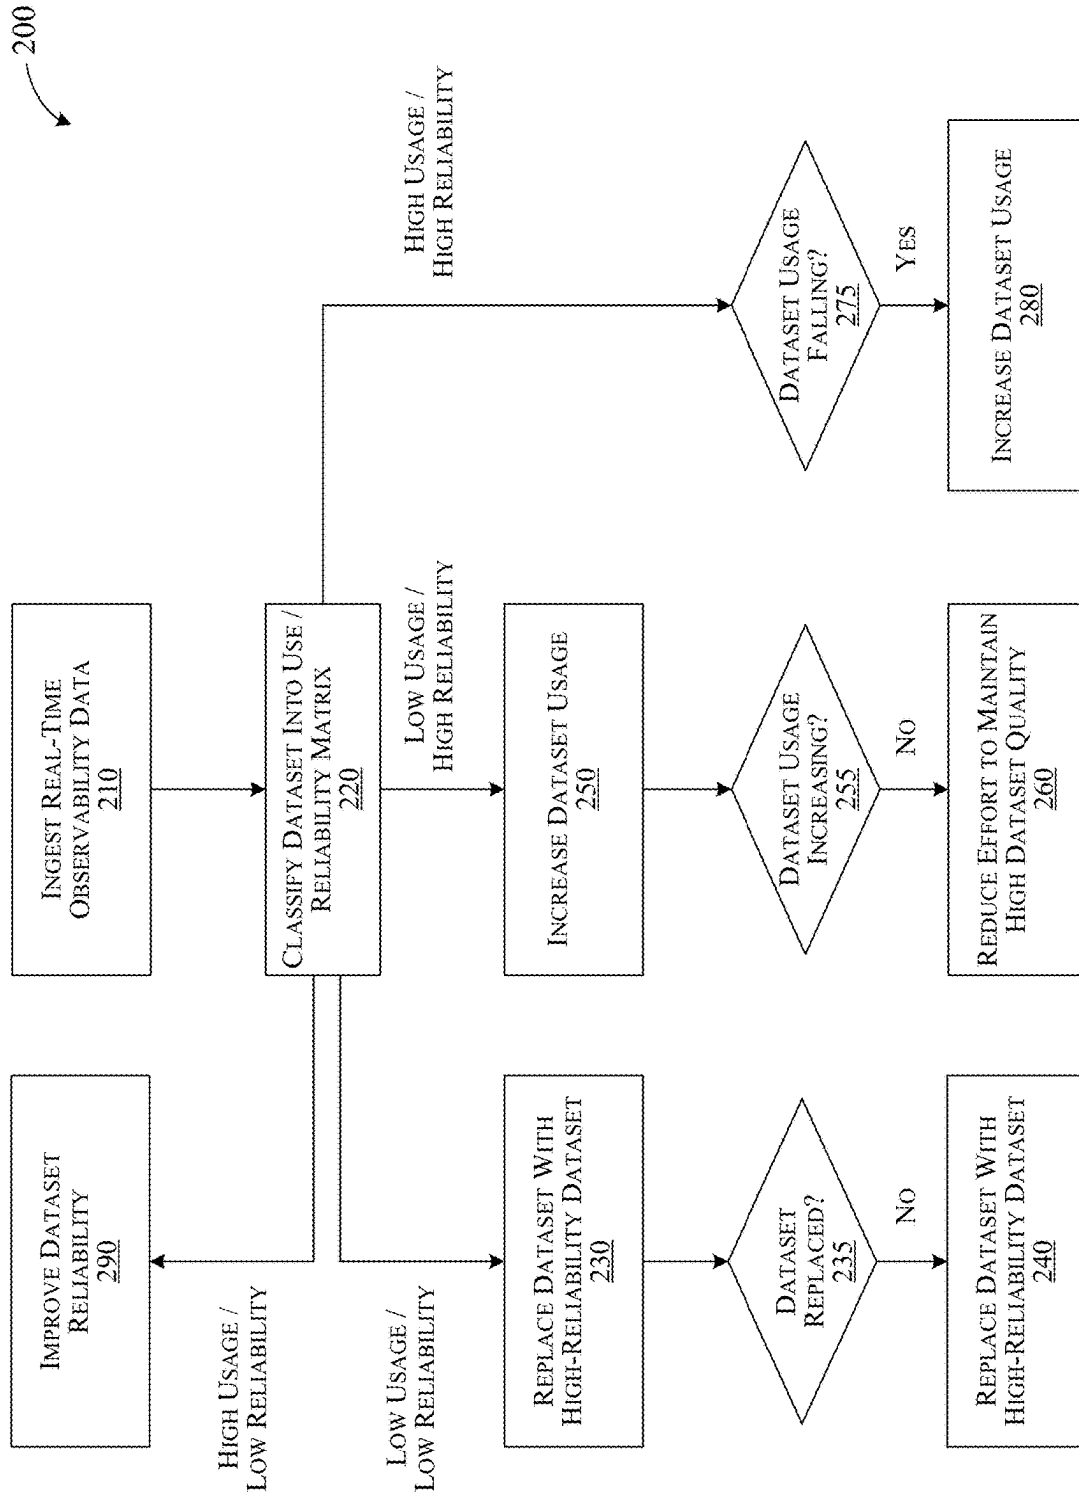 200
INGEST REAL-TIME
OBSERVABILITY DATA
210
CLASSIFY DATASET INTO USE /
RELIABILITY MATRIX
220
IMPROVE DATASET
RELIABILITY
290
HIGH USAGE /
LOW RELIABILITY
LOW USAGE /
LOW RELIABILITY
REPLACE DATASET WITH
HIGH-RELIABILITY DATASET
230
DATASET
REPLACED?
235
NO
REPLACE DATASET WITH
HIGH-RELIABILITY DATASET
240
LOW USAGE /
HIGH RELIABILITY
INCREASE DATASET USAGE
250
DATASET USAGE
INCREASING?
255
NO
REDUCE EFFORT TO MAINTAIN
HIGH DATASET QUALITY
260
HIGH USAGE /
HIGH RELIABILITY
DATASET USAGE
FALLING?
275
YES
INCREASE DATASET USAGE
280